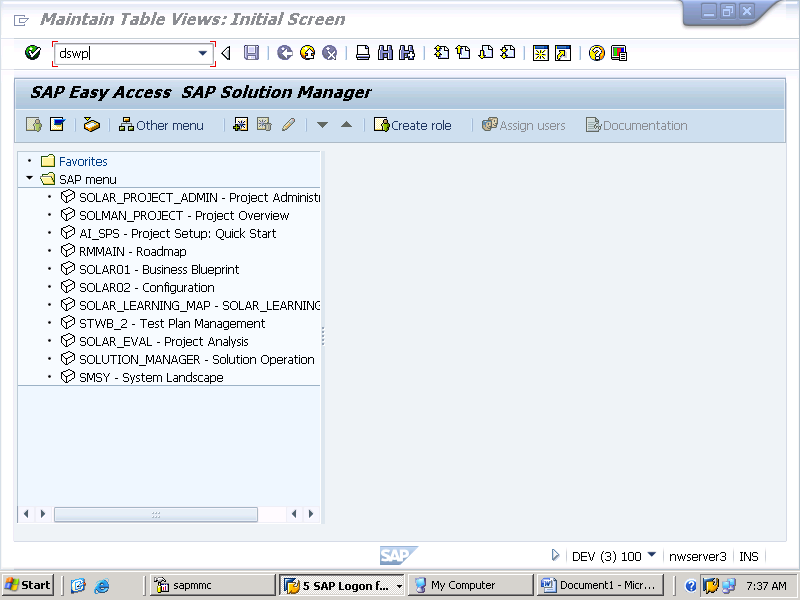 Maintain Table Views: Initial Screen
dswp
SAP Easy Access SAP Solution Manager
Other menu Create role Assign users Documentation
Favorites
SAP menu
SOLAR_PROJECT_ADMIN - Project Administr
SOLMAN_PROJECT - Project Overview
AI_SPS - Project Setup: Quick Start
RMMAIN - Roadmap
SOLAR01 - Business Blueprint
SOLAR02 - Configuration
SOLAR_LEARNING_MAP - SOLAR_LEARNING
STWB_2 - Test Plan Management
SOLAR_EVAL - Project Analysis
SOLUTION_MANAGER - Solution Operation
SMSY - System Landscape
SAP DEV (3) 100 nwserver3 INS
Start sapmmc 5 SAP Logon f... My Computer Document1 - Micr... 7:37 AM